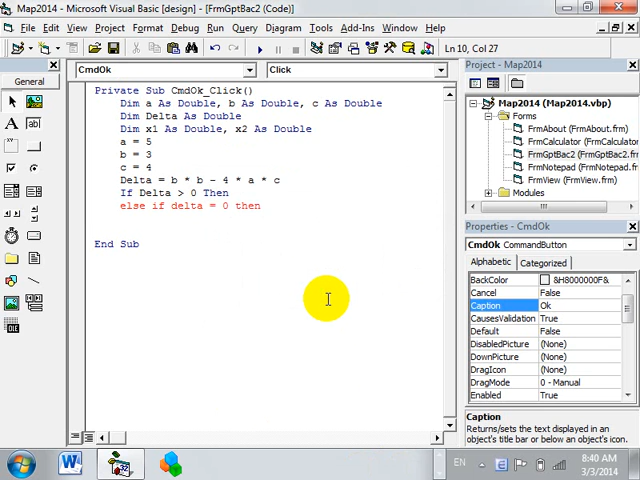 Map2014 - Microsoft Visual Basic [design] - [FrmGptBac2 (Code)]
File Edit View Project Format Debug Run Query Diagram Tools Add-Ins Window Help
Ln 10, Col 27
General
CmdOk
Click
Private Sub CmdOk_Click()
Dim a As Double, b As Double, c As Double
Dim Delta As Double
Dim x1 As Double, x2 As Double
a = 5
b = 3
c = 4
Delta = b * b - 4 * a * c
If Delta > 0 Then
else if delta = 0 then
End Sub
Project - Map2014
Map2014 (Map2014.vbp)
Forms
FrmAbout (FrmAbout.frm)
FrmCalculator (FrmCalculator
FrmGptBac2 (FrmGptBac2.frm
FrmNotepad (FrmNotepad.frm
FrmView (FrmView.frm)
Modules
Properties - CmdOk
CmdOk CommandButton
Alphabetic Categorized
BackColor &H8000000F&
Cancel False
Caption Ok
CausesValidation True
Default False
DisabledPicture (None)
DownPicture (None)
DragIcon (None)
DragMode 0 - Manual
Enabled True
Caption
Returns/sets the text displayed in an
object's title bar or below an object's icon.
EN
8:40 AM
3/3/2014